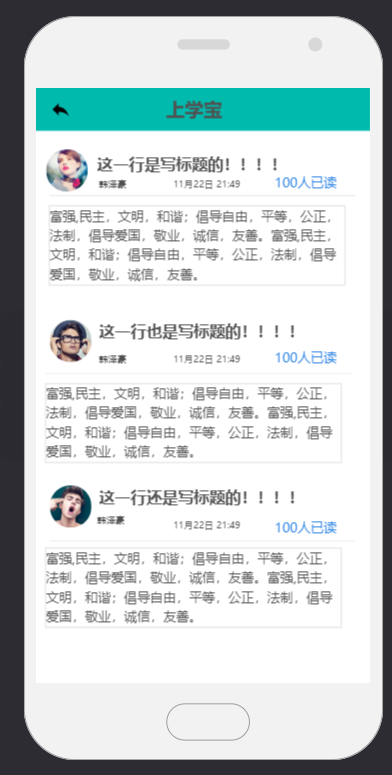 上学宝
这一行是写标题的！！！！
韩泽豪 11月22日 21:49 100人已读
富强,民主，文明，和谐；倡导自由，平等，公正，
法制，倡导爱国，敬业，诚信，友善。富强,民主，
文明，和谐；倡导自由，平等，公正，法制，倡导
爱国，敬业，诚信，友善。
这一行也是写标题的！！！！
韩泽豪 11月22日 21:49 100人已读
富强,民主，文明，和谐；倡导自由，平等，公正，
法制，倡导爱国，敬业，诚信，友善。富强,民主，
文明，和谐；倡导自由，平等，公正，法制，倡导
爱国，敬业，诚信，友善。
这一行还是写标题的！！！！
韩泽豪 11月22日 21:49 100人已读
富强,民主，文明，和谐；倡导自由，平等，公正，
法制，倡导爱国，敬业，诚信，友善。富强,民主，
文明，和谐；倡导自由，平等，公正，法制，倡导
爱国，敬业，诚信，友善。